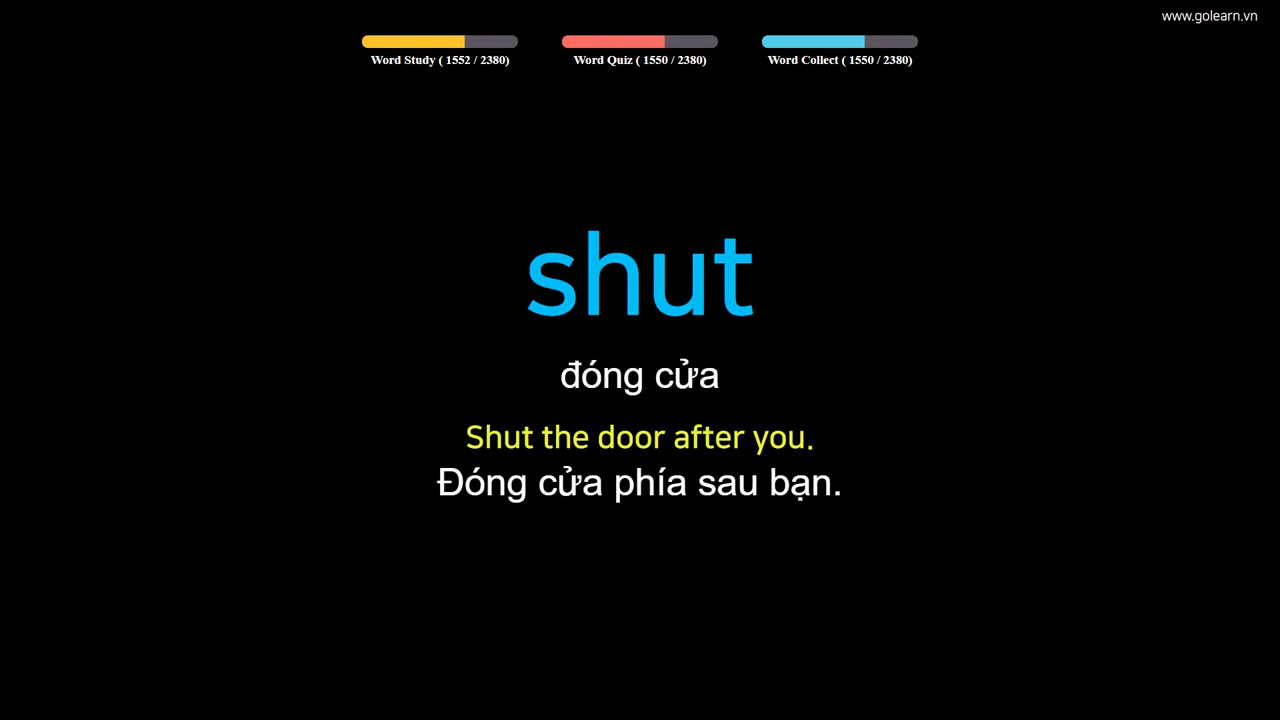 www.golearn.vn
Word Study ( 1552 / 2380)
Word Quiz ( 1550 / 2380)
Word Collect ( 1550 / 2380)
shut
đóng cửa
Shut the door after you.
Đóng cửa phía sau bạn.